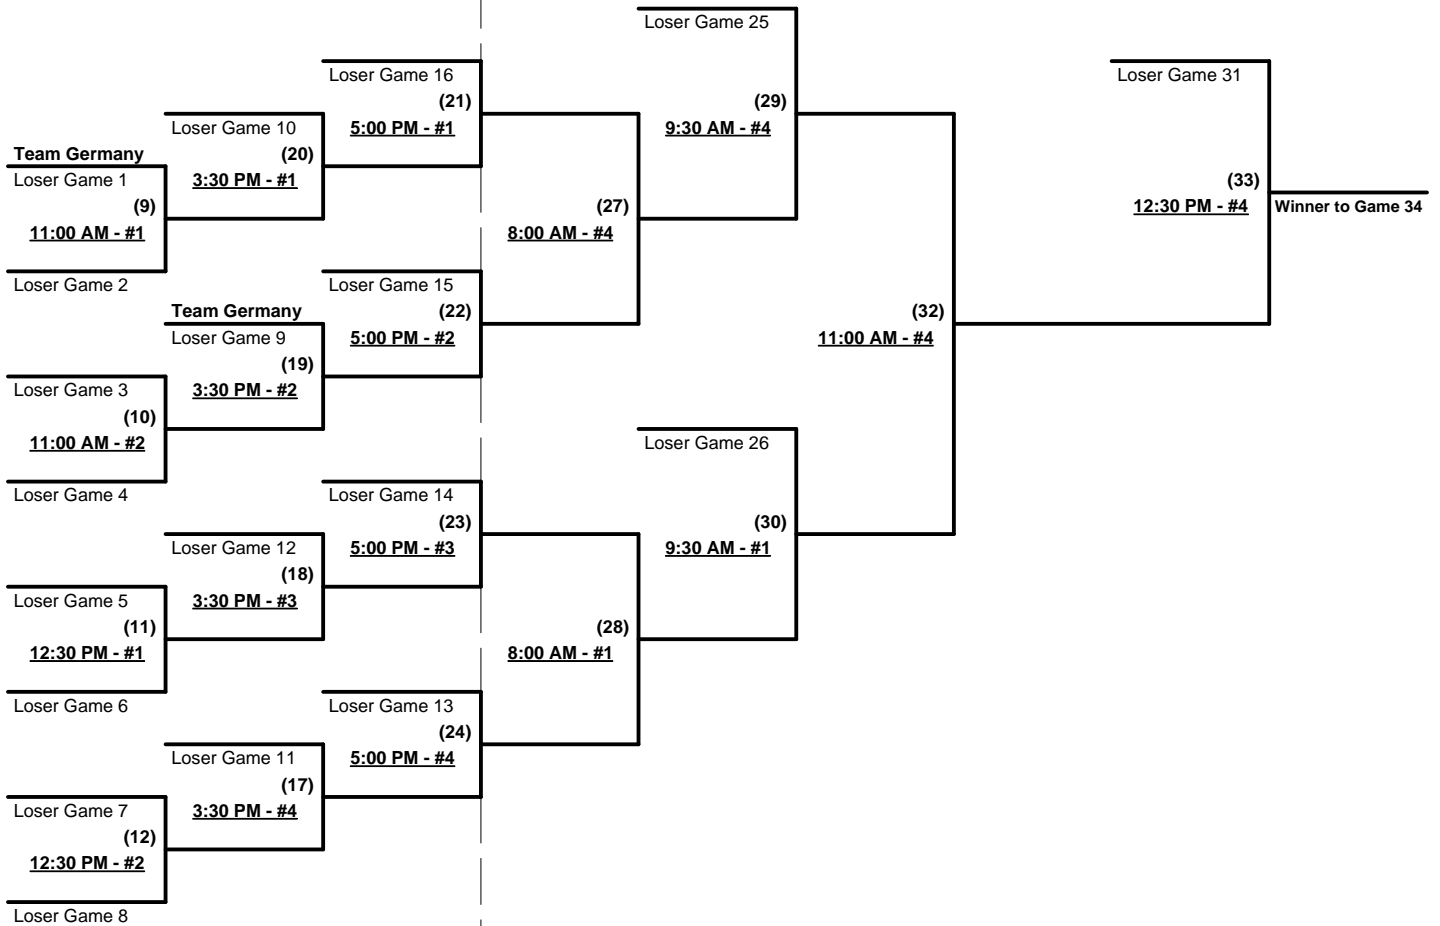 Loser Game 25
Loser Game 16
Loser Game 31
(21)
(29)
Loser Game 10
5:00 PM - #1
9:30 AM - #4
Team Germany
(20)
Loser Game 1
3:30 PM - #1
(33)
(9)
(27)
12:30 PM - #4
Winner to Game 34
11:00 AM - #1
8:00 AM - #4
Loser Game 2
Loser Game 15
Team Germany
(22)
(32)
Loser Game 9
5:00 PM - #2
11:00 AM - #4
(19)
Loser Game 3
3:30 PM - #2
(10)
11:00 AM - #2
Loser Game 26
Loser Game 4
Loser Game 14
(23)
(30)
Loser Game 12
5:00 PM - #3
9:30 AM - #1
(18)
Loser Game 5
3:30 PM - #3
(11)
(28)
12:30 PM - #1
8:00 AM - #1
Loser Game 6
Loser Game 13
(24)
Loser Game 11
5:00 PM - #4
(17)
Loser Game 7
3:30 PM - #4
(12)
12:30 PM - #2
Loser Game 8